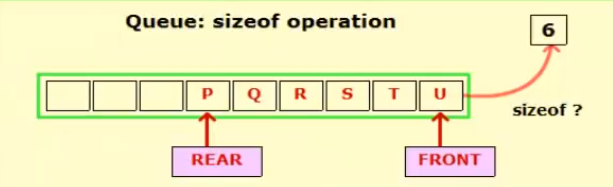 Queue: sizeof operation
6
P Q R S T U
sizeof ?
REAR FRONT